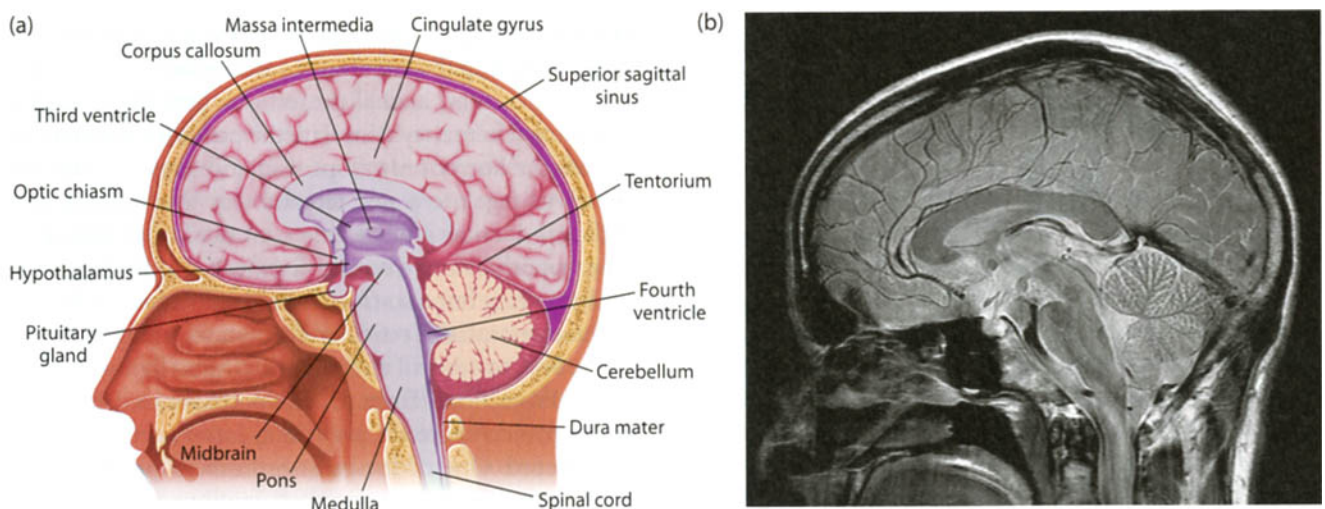 (a)
Massa intermedia
Cingulate gyrus
(b)
Corpus callosum
Superior sagittal
sinus
Third ventricle
Tentorium
Optic chiasm
Hypothalamus
Fourth
ventricle
Pituitary
gland
Cerebellum
Dura mater
Midbrain
Pons
Medulla
Spinal cord